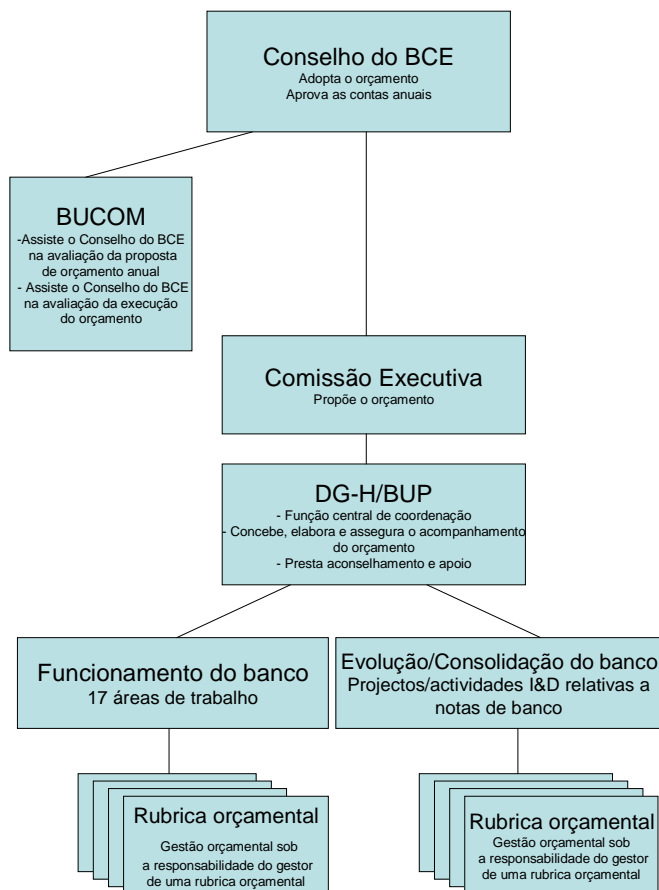 Conselho do BCE
Adopta o orçamento
Aprova as contas anuais
BUCOM
-Assiste o Conselho do BCE
na avaliação da proposta
de orçamento anual
- Assiste o Conselho do BCE
na avaliação da execução
do orçamento
Comissão Executiva
Propõe o orçamento
DG-H/BUP
- Função central de coordenação
- Concebe, elabora e assegura o acompanhamento
do orçamento
- Presta aconselhamento e apoio
Funcionamento do banco
17 áreas de trabalho
Evolução/Consolidação do banco
Projectos/actividades I&D relativas a
notas de banco
Rubrica orçamental
Gestão orçamental sob
a responsabilidade do gestor
de uma rubrica orçamental
Rubrica orçamental
Gestão orçamental sob
a responsabilidade do gestor
de uma rubrica orçamental